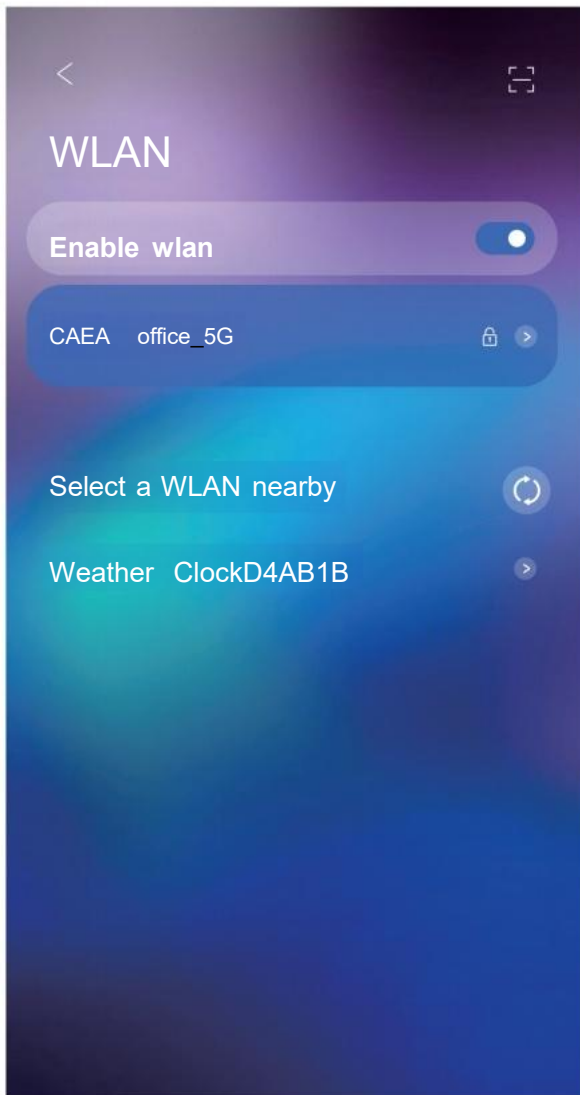 WLAN
Enable wlan
CAEA office_5G
Select a WLAN nearby
Weather ClockD4AB1B